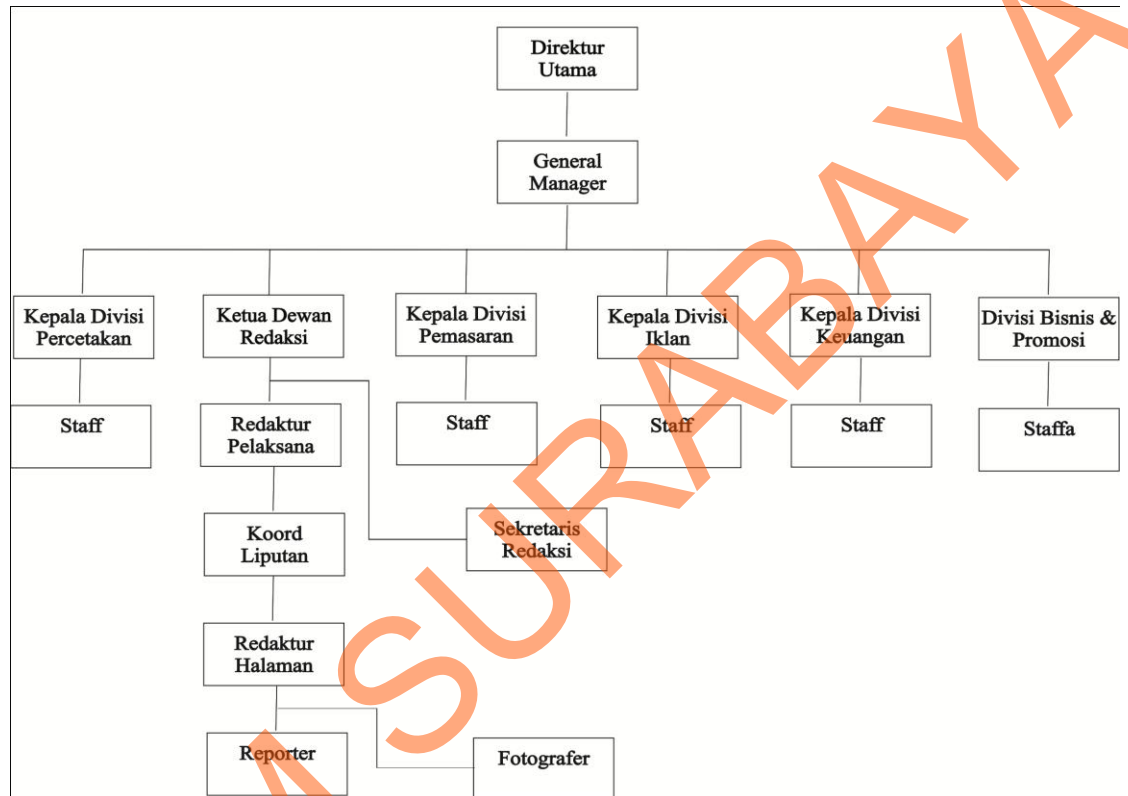 Direktur
Utama
General
Manager
Kepala Divisi
Percetakan
Ketua Dewan
Redaksi
Kepala Divisi
Pemasaran
Kepala Divisi
Iklan
Kepala Divisi
Keuangan
Divisi Bisnis &
Promosi
Staff
Redaktur
Pelaksana
Staff
Staff
Staff
Staffa
Koord
Liputan
Sekretaris
Redaksi
Redaktur
Halaman
Reporter
Fotografer
M SURABAYA